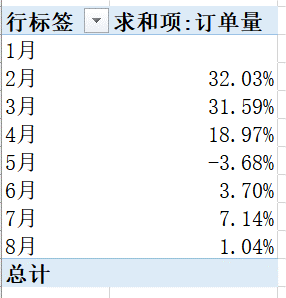 行标签 求和项:订单量
1月
2月 32.03%
3月 31.59%
4月 18.97%
5月 -3.68%
6月 3.70%
7月 7.14%
8月 1.04%
总计